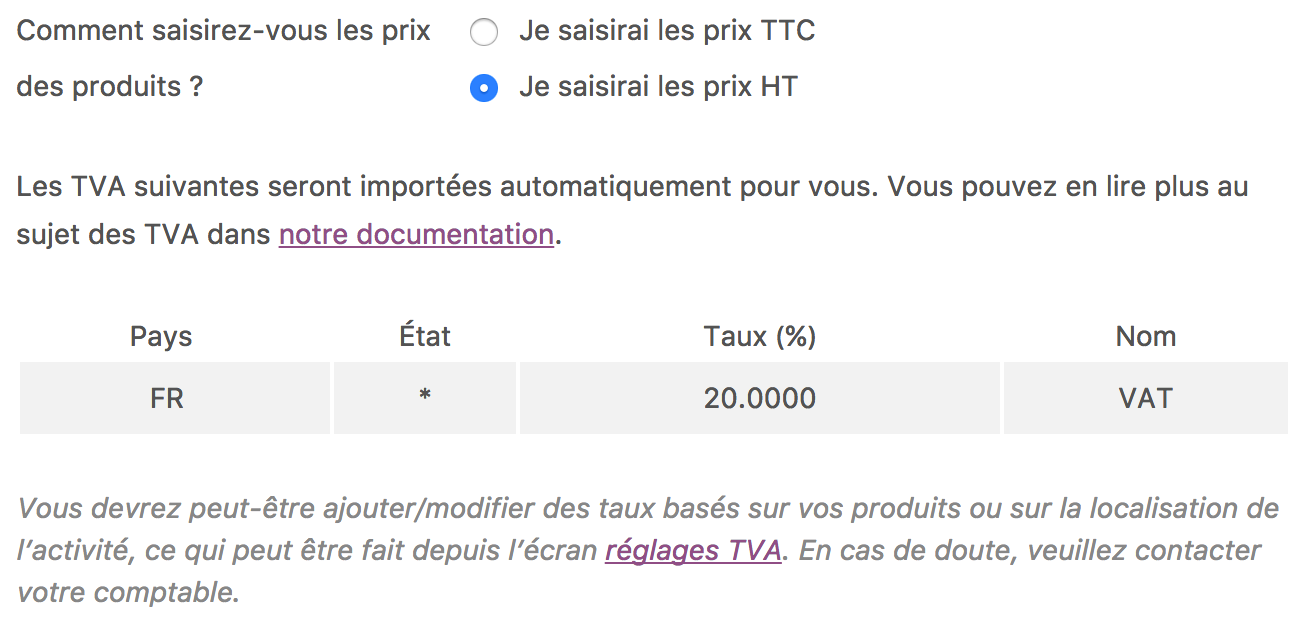 Comment saisirez-vous les prix
des produits ?
Je saisirai les prix TTC
Je saisirai les prix HT
Les TVA suivantes seront importées automatiquement pour vous. Vous pouvez en lire plus au
sujet des TVA dans notre documentation.
Pays État Taux (%) Nom
FR * 20.0000 VAT
Vous devrez peut-être ajouter/modifier des taux basés sur vos produits ou sur la localisation de
l’activité, ce qui peut être fait depuis l’écran réglages TVA. En cas de doute, veuillez contacter
votre comptable.